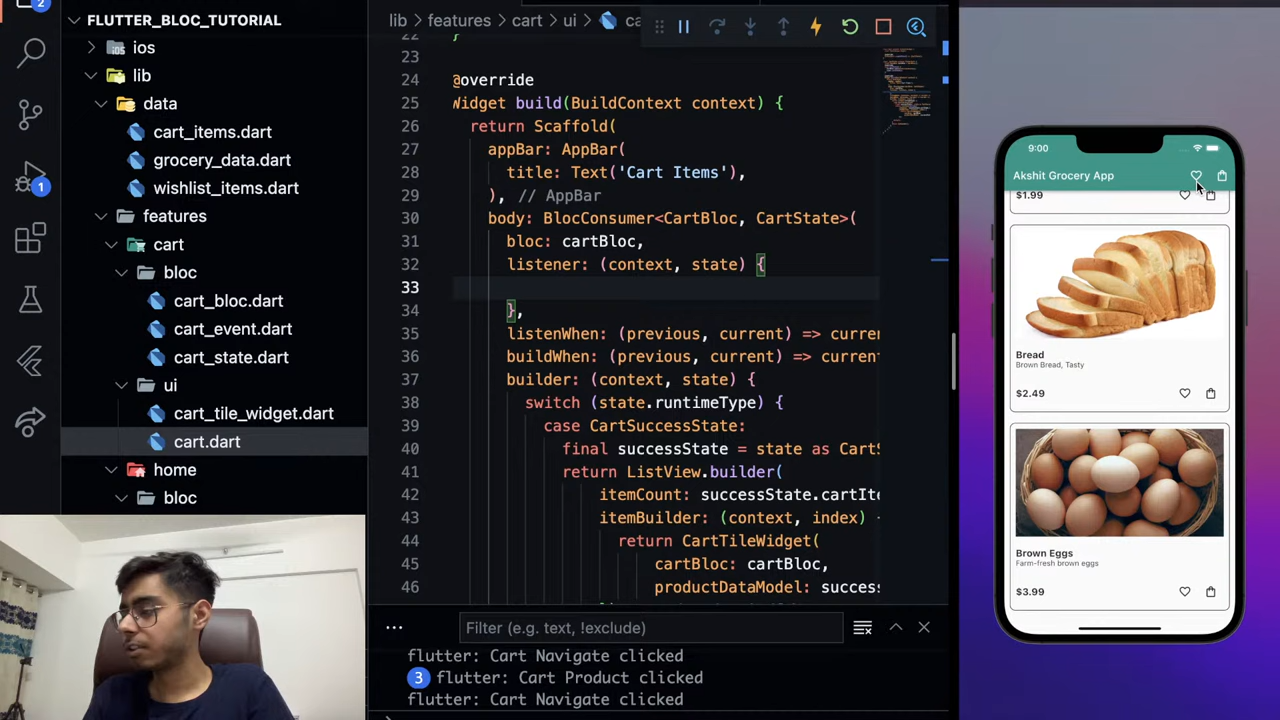 2
FLUTTER_BLOC_TUTORIAL
ios
lib
data
cart_items.dart
grocery_data.dart
wishlist_items.dart
1
features
cart
bloc
cart_bloc.dart
cart_event.dart
cart_state.dart
ui
cart_tile_widget.dart
cart.dart
home
bloc
lib > features > cart > ui >
22 }
23
24 @override
25 Widget build(BuildContext context) {
26 return Scaffold(
27 appBar: AppBar(
28 title: Text('Cart Items'),
29 ), // AppBar
30 body: BlocConsumer<CartBloc, CartState>(
31 bloc: cartBloc,
32 listener: (context, state) {
33
34 },
35 listenWhen: (previous, current) => curren
36 buildWhen: (previous, current) => current
37 builder: (context, state) {
38 switch (state.runtimeType) {
39 case CartSuccessState:
40 final successState = state as CartS
41 return ListView.builder(
42 itemCount: successState.cartIte
43 itemBuilder: (context, index) {
44 return CartTileWidget(
45 cartBloc: cartBloc,
46 productDataModel: success
Filter (e.g. text, !exclude)
flutter: Cart Navigate clicked
3 flutter: Cart Product clicked
flutter: Cart Navigate clicked
9:00
Akshit Grocery App
$1.99
Bread
Brown Bread, Tasty
$2.49
Brown Eggs
Farm-fresh brown eggs
$3.99